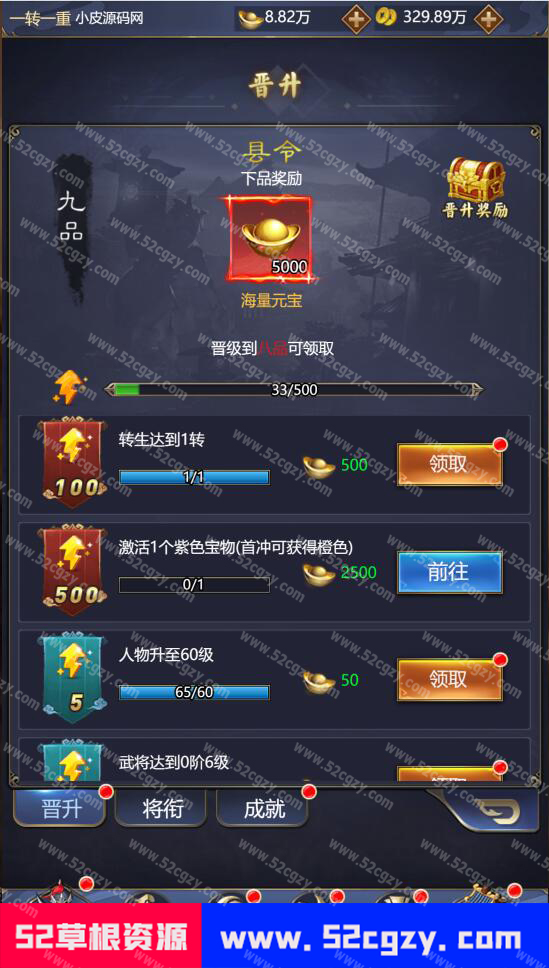 一转一重 小皮源码网
8.82万
329.89万
晋升
县令
下品奖励
九品
5000
晋升奖励
海量元宝
晋级到八品可领取
33/500
转生达到1转
100
1/1
500
领取
激活1个紫色宝物(首冲可获得橙色)
500
0/1
2500
前往
人物升至60级
5
65/60
50
领取
武将达到0阶6级
晋升
将衔
成就
52草根资源
www.52cgzy.com